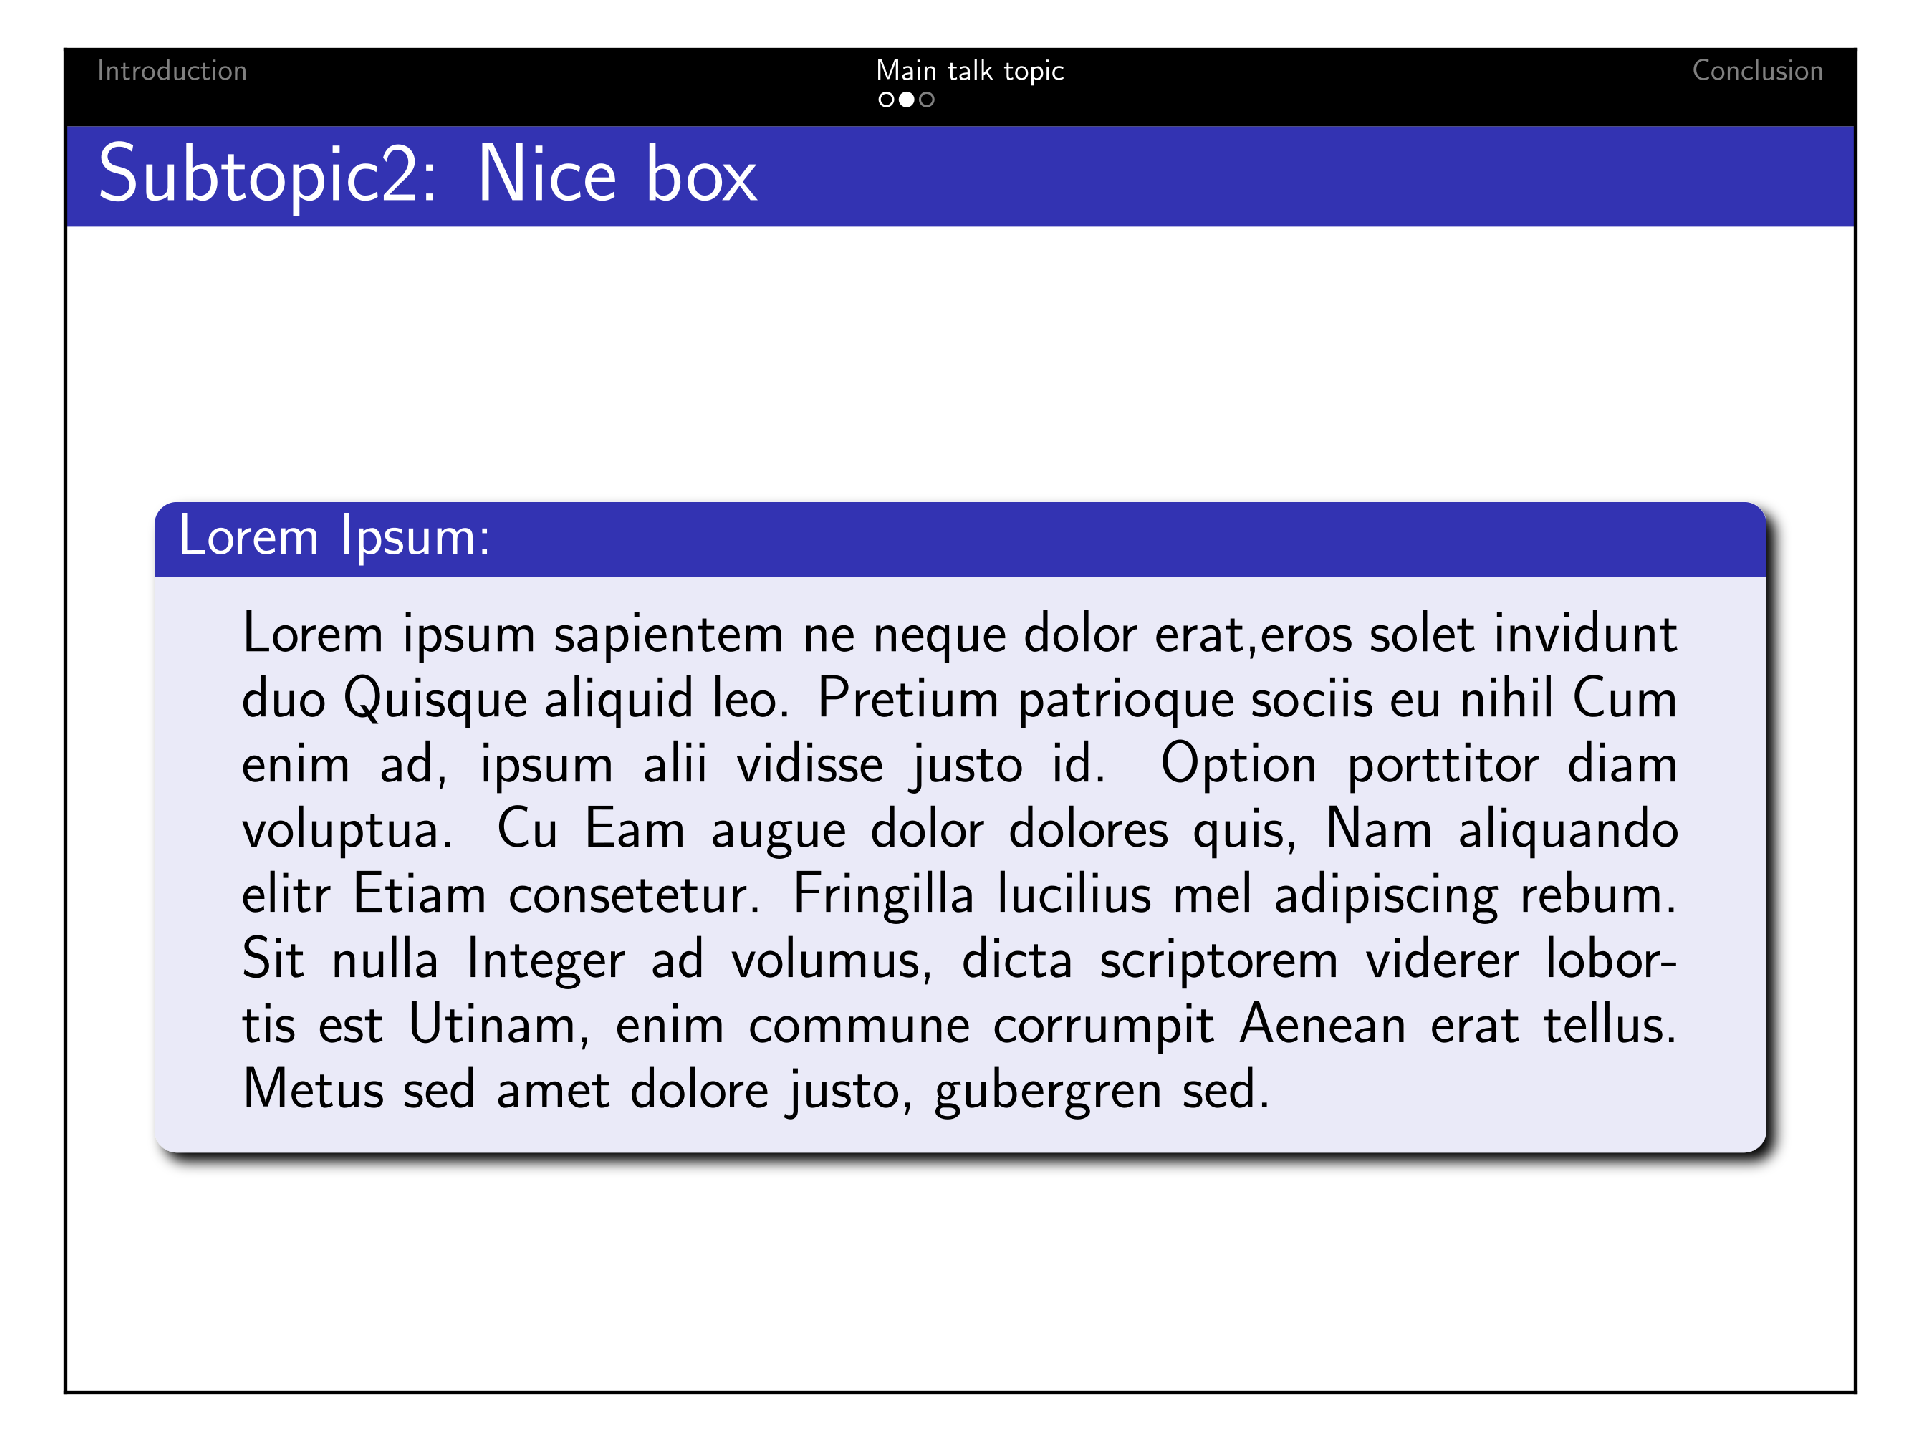 Introduction
Main talk topic
Conclusion
Subtopic2: Nice box
Lorem Ipsum:
Lorem ipsum sapientem ne neque dolor erat,eros solet invidunt
duo Quisque aliquid leo. Pretium patrioque sociis eu nihil Cum
enim ad, ipsum alii vidisse justo id. Option porttitor diam
voluptua. Cu Eam augue dolor dolores quis, Nam aliquando
elitr Etiam consetetur. Fringilla lucilius mel adipiscing rebum.
Sit nulla Integer ad volumus, dicta scriptorem viderer lobor-
tis est Utinam, enim commune corrumpit Aenean erat tellus.
Metus sed amet dolore justo, gubergren sed.